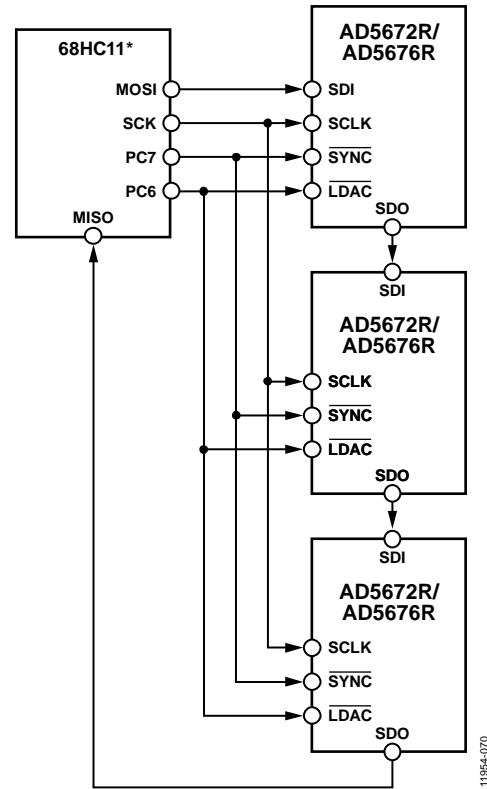 68HC11*
MOSI
SCK
PC7
PC6
MISO
AD5672R/
AD5676R
SDI
SCLK
SYNC
LDAC
SDO
SDI
AD5672R/
AD5676R
SCLK
SYNC
LDAC
SDO
SDI
AD5672R/
AD5676R
SCLK
SYNC
LDAC
SDO
11954-070